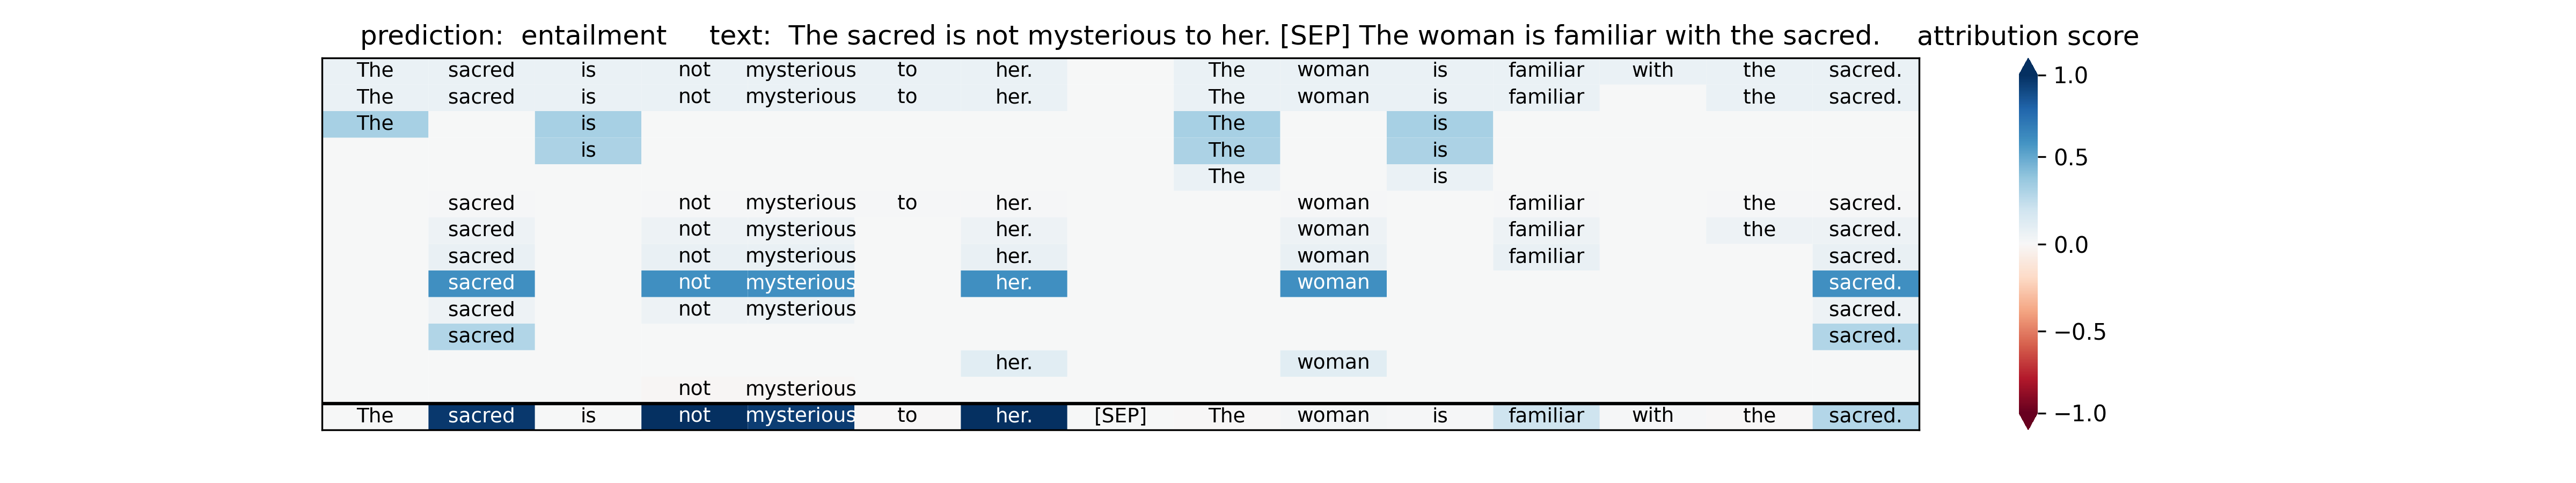 prediction: entailment text: The sacred is not mysterious to her. [SEP] The woman is familiar with the sacred. attribution score
The sacred is not mysterious to her. The woman is familiar with the sacred.
The sacred is not mysterious to her. The woman is familiar the sacred.
The is The is
is The is
The is
sacred not mysterious to her. woman familiar the sacred.
sacred not mysterious her. woman familiar the sacred.
sacred not mysterious her. woman familiar sacred.
sacred not mysterious her. woman sacred.
sacred not mysterious sacred.
sacred sacred.
her. woman
not mysterious
The sacred is not mysterious to her. [SEP] The woman is familiar with the sacred.
1.0
0.5
0.0
−0.5
−1.0